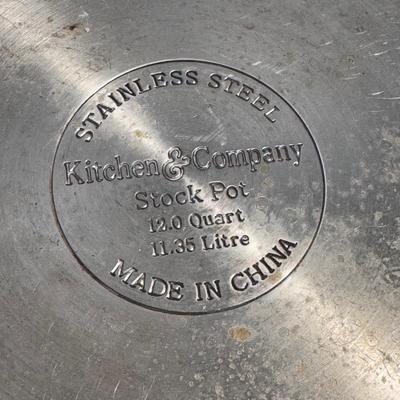 STAINLESS STEEL
Kitchen & Company
Stock Pot
12.0 Quart
11.35 Litre
MADE IN CHINA